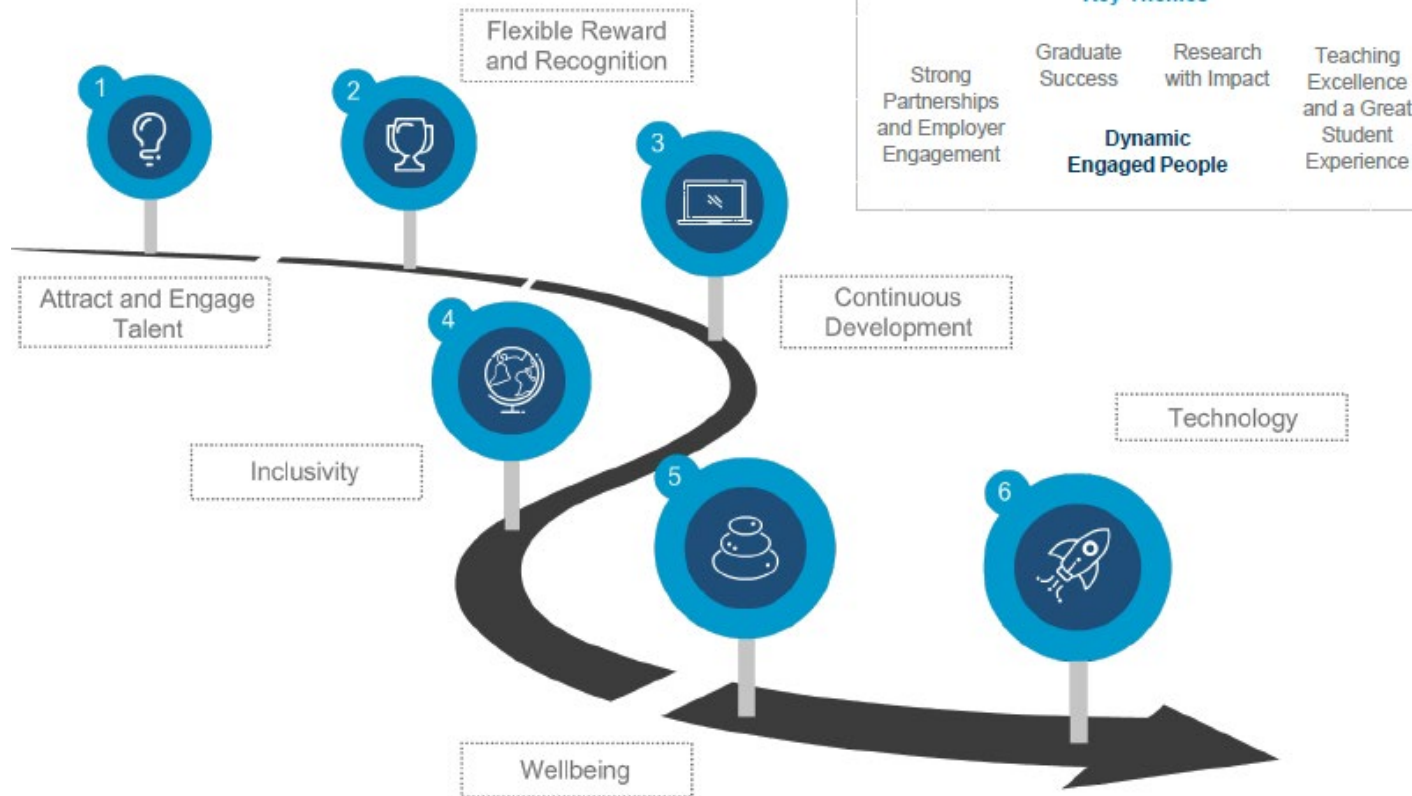 Key Themes
Strong
Partnerships
and Employer
Engagement
Graduate
Success
Research
with Impact
Dynamic
Engaged People
Teaching
Excellence
and a Great
Student
Experience
1
Attract and Engage
Talent
2
Flexible Reward
and Recognition
3
Continuous
Development
4
Inclusivity
5
Wellbeing
6
Technology